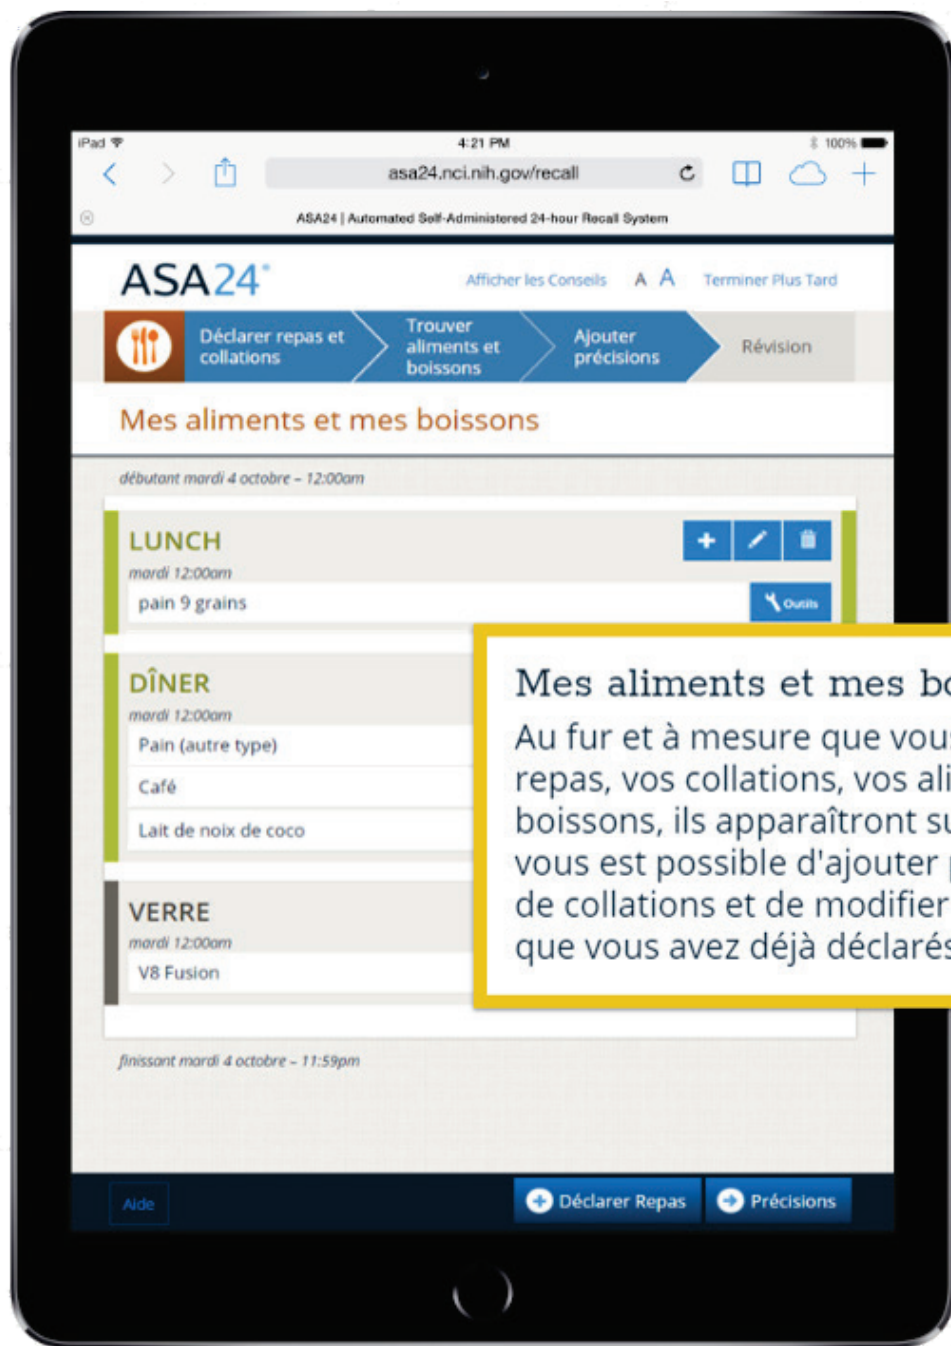 iPad 4:21 PM 100%
asa24.nci.nih.gov/recall
ASA24 | Automated Self-Administered 24-hour Recall System
ASA24® Afficher les Conseils A A Terminer Plus Tard
Déclarer repas et
collations
Trouver
aliments et
boissons
Ajouter
précisions
Révision
Mes aliments et mes boissons
débutant mardi 4 octobre – 12:00am
LUNCH
mardi 12:00am
pain 9 grains Outils
DÎNER
mardi 12:00am
Pain (autre type)
Café
Lait de noix de coco
VERRE
mardi 12:00am
V8 Fusion
Mes aliments et mes bo
Au fur et à mesure que vous
repas, vos collations, vos ali
boissons, ils apparaîtront su
vous est possible d'ajouter
de collations et de modifier
que vous avez déjà déclarés
finissant mardi 4 octobre – 11:59pm
Aide Déclarer Repas Précisions